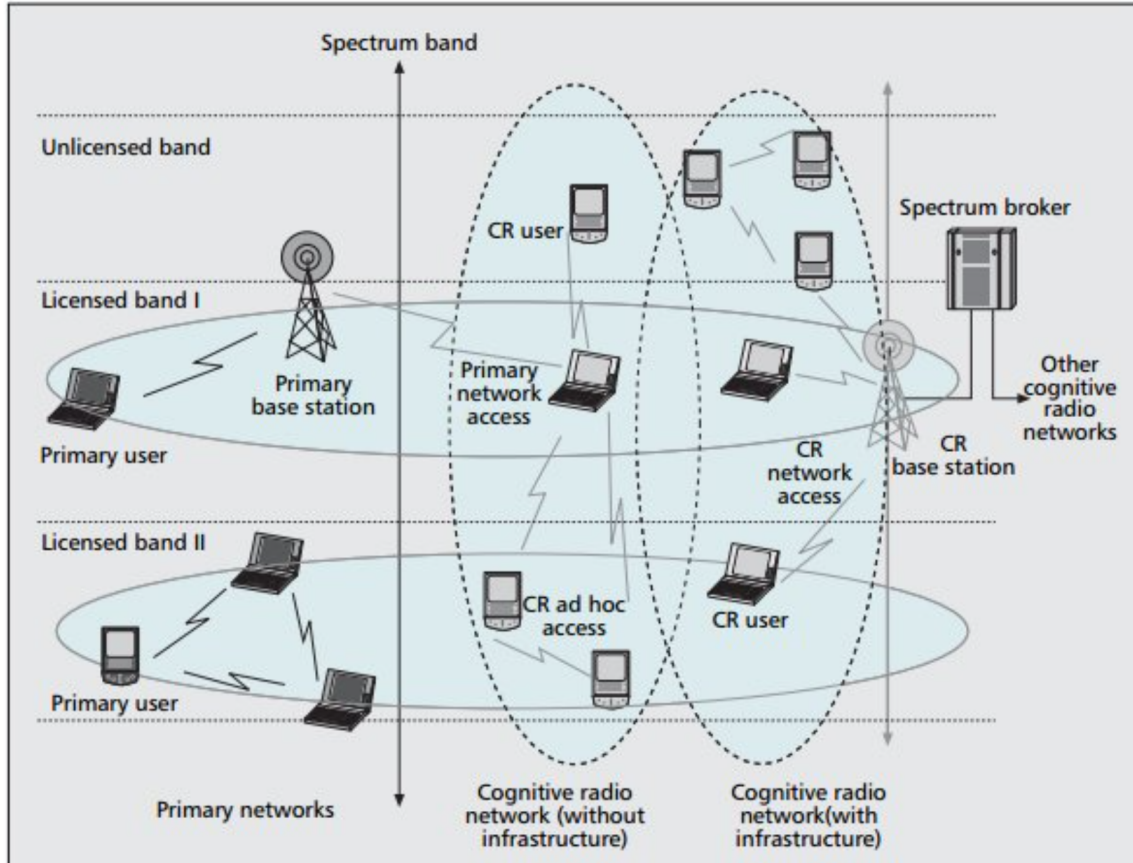 Spectrum band
Unlicensed band
Spectrum broker
CR user
Licensed band I
Primary
base station
Primary
network
access
Other
cognitive
radio
networks
Primary user
CR
network
access
CR
base station
Licensed band II
CR ad hoc
access
CR user
Primary user
Primary networks
Cognitive radio
network (without
infrastructure)
Cognitive radio
network(with
infrastructure)